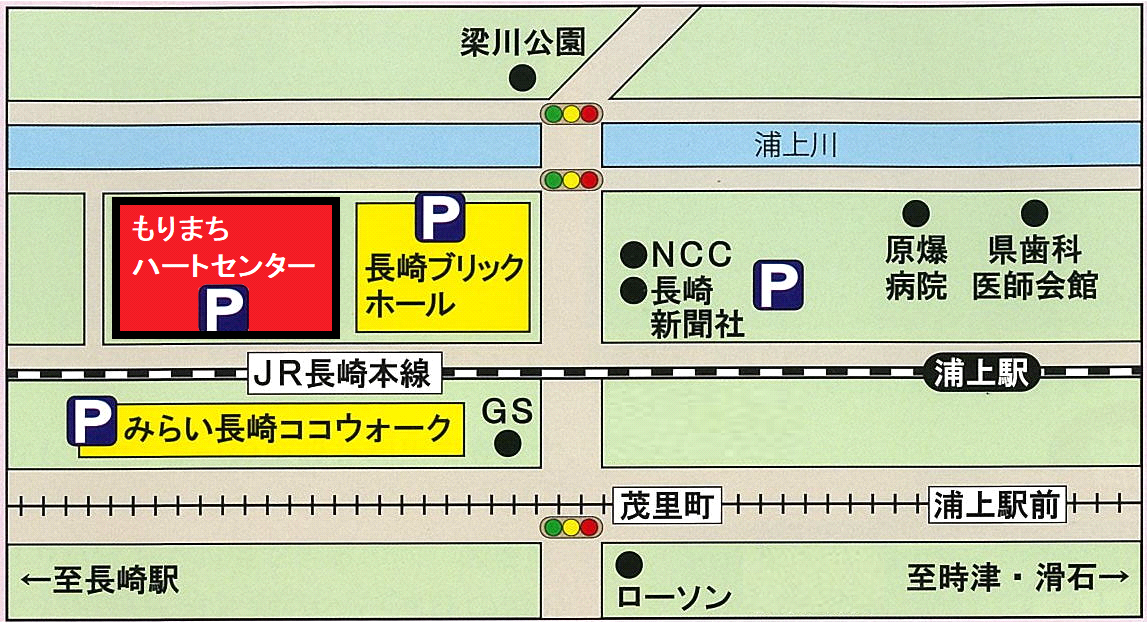 梁川公園
浦上川
もりまち
ハートセンター
P
P
長崎ブリック
ホール
NCC
長崎
新聞社
P
原爆
病院
県歯科
医師会館
JR長崎本線
浦上駅
P
みらい長崎ココウォーク
GS
茂里町
浦上駅前
←至長崎駅
ローソン
至時津・滑石→